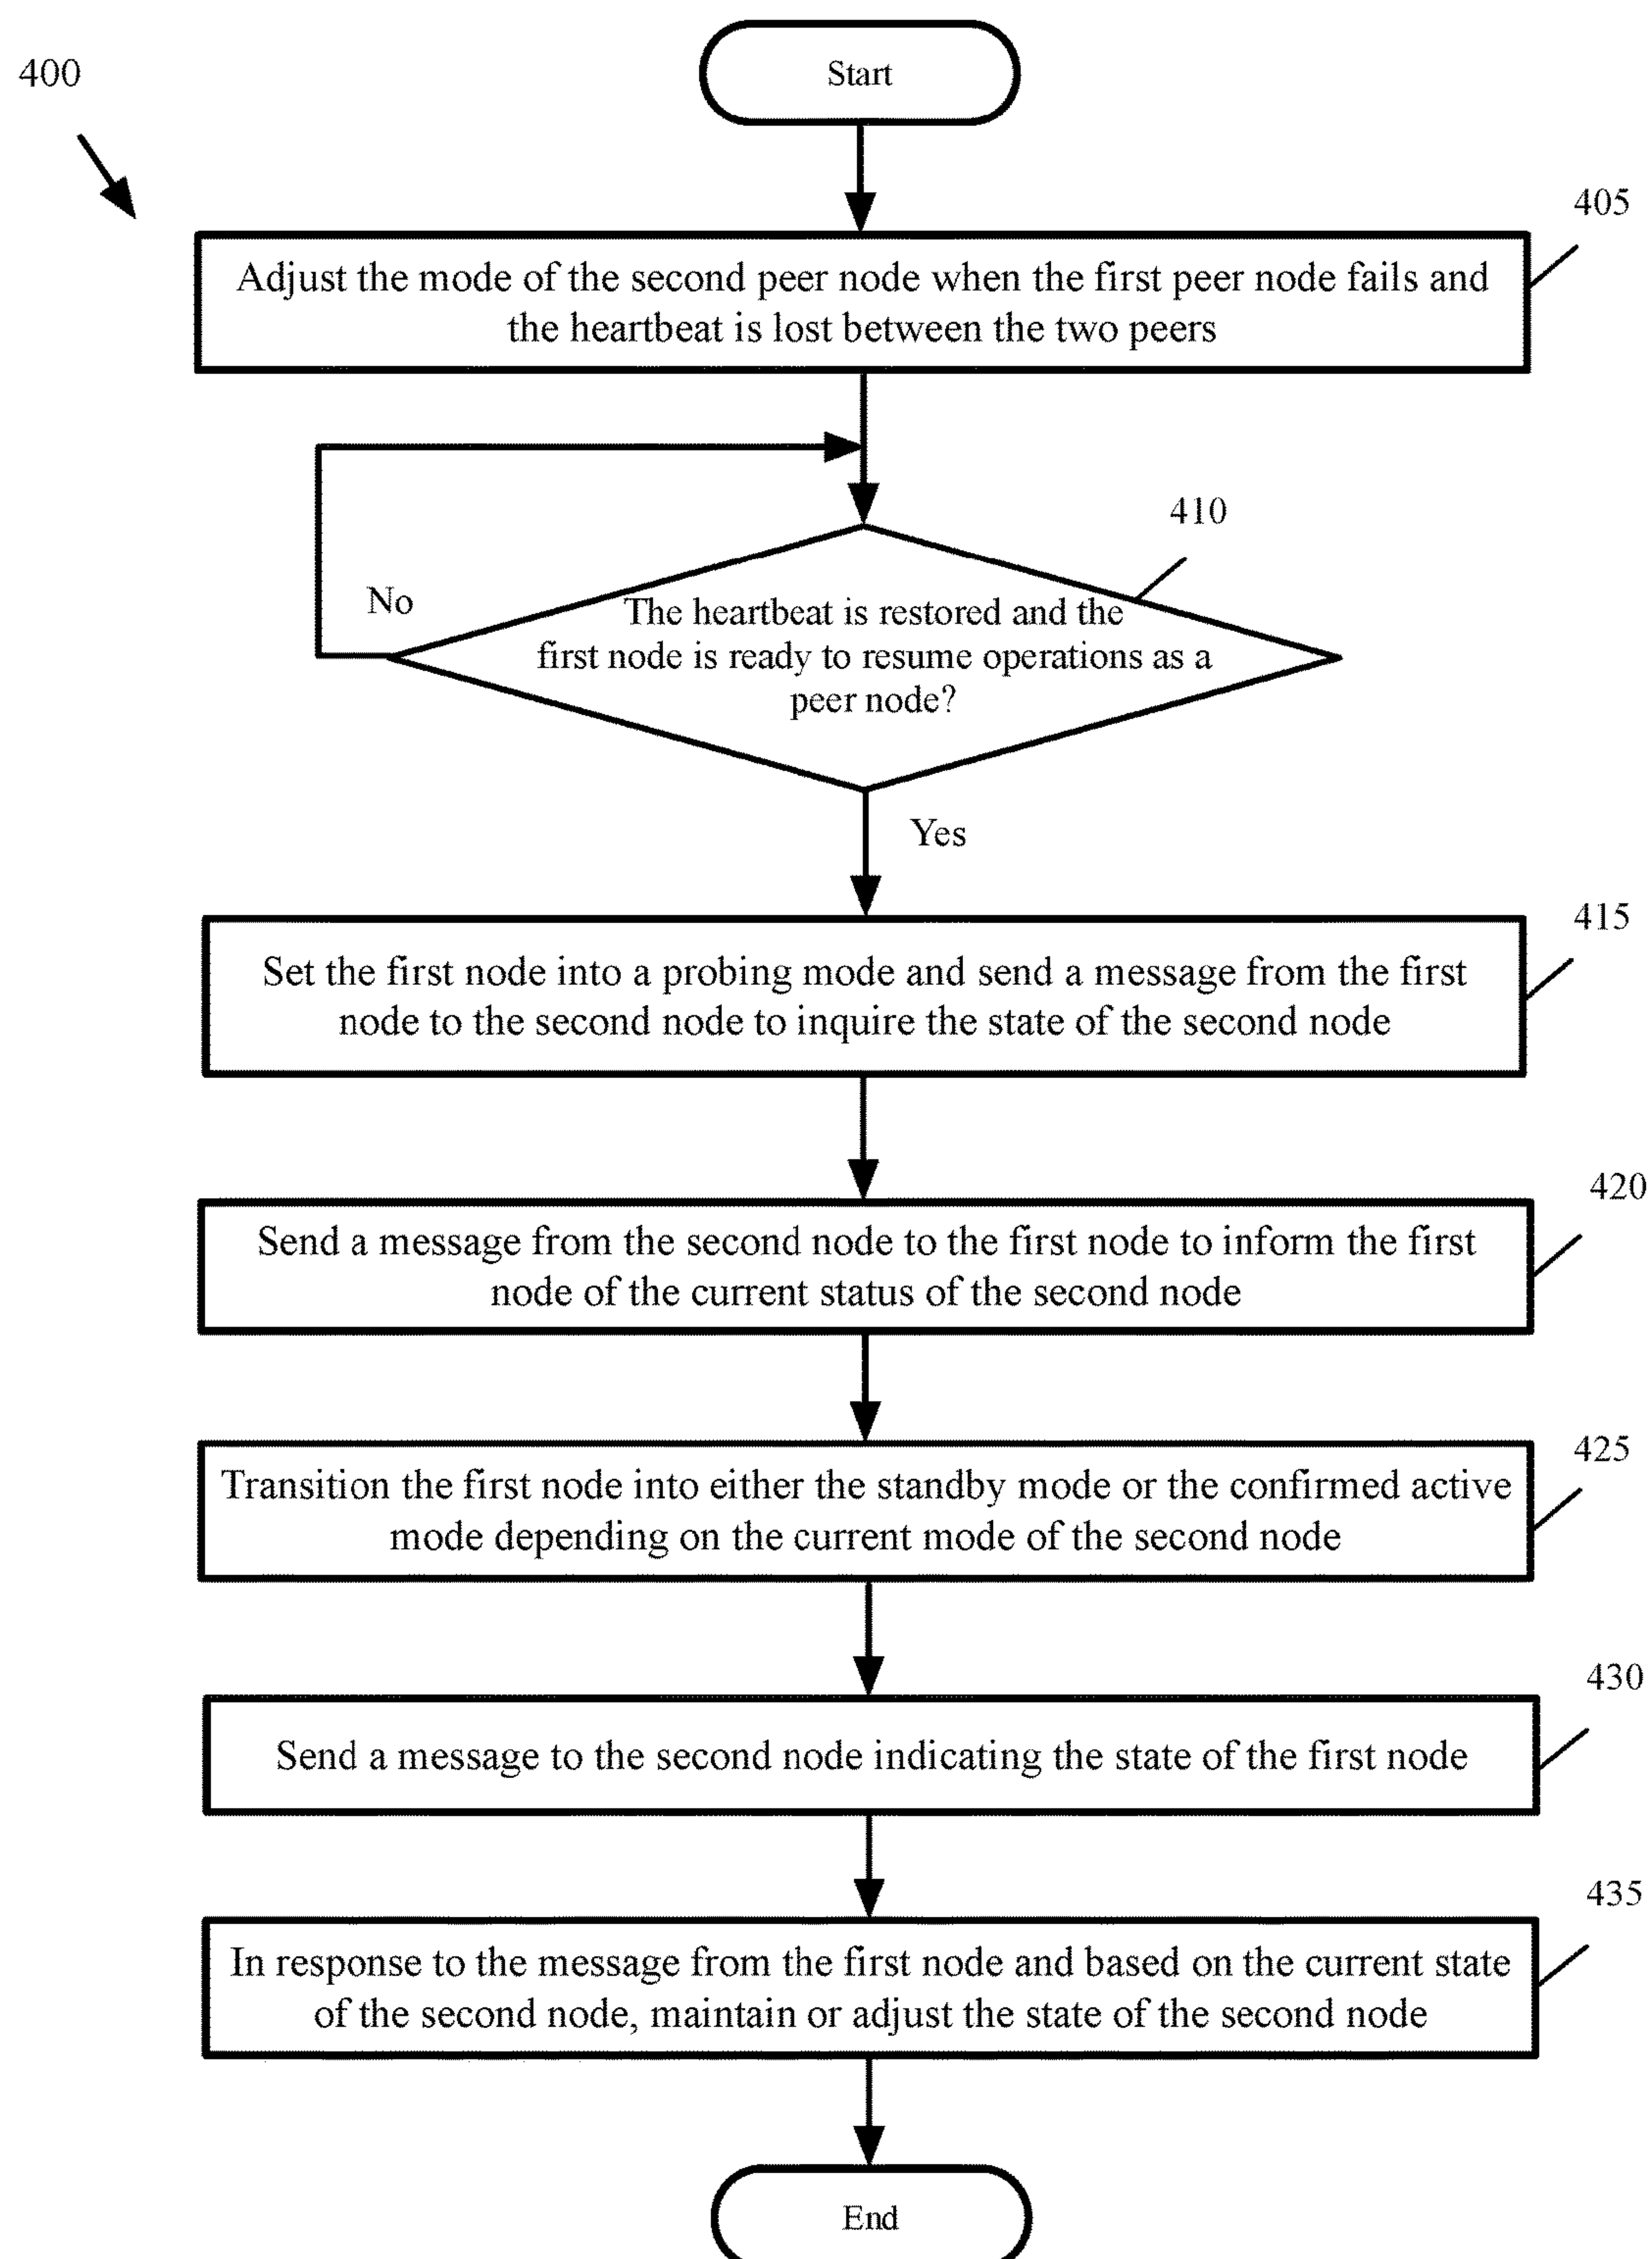 400
Start
405
Adjust the mode of the second peer node when the first peer node fails and
the heartbeat is lost between the two peers
410
No
The heartbeat is restored and the
first node is ready to resume operations as a
peer node?
Yes
415
Set the first node into a probing mode and send a message from the first
node to the second node to inquire the state of the second node
420
Send a message from the second node to the first node to inform the first
node of the current status of the second node
425
Transition the first node into either the standby mode or the confirmed active
mode depending on the current mode of the second node
430
Send a message to the second node indicating the state of the first node
435
In response to the message from the first node and based on the current state
of the second node, maintain or adjust the state of the second node
End